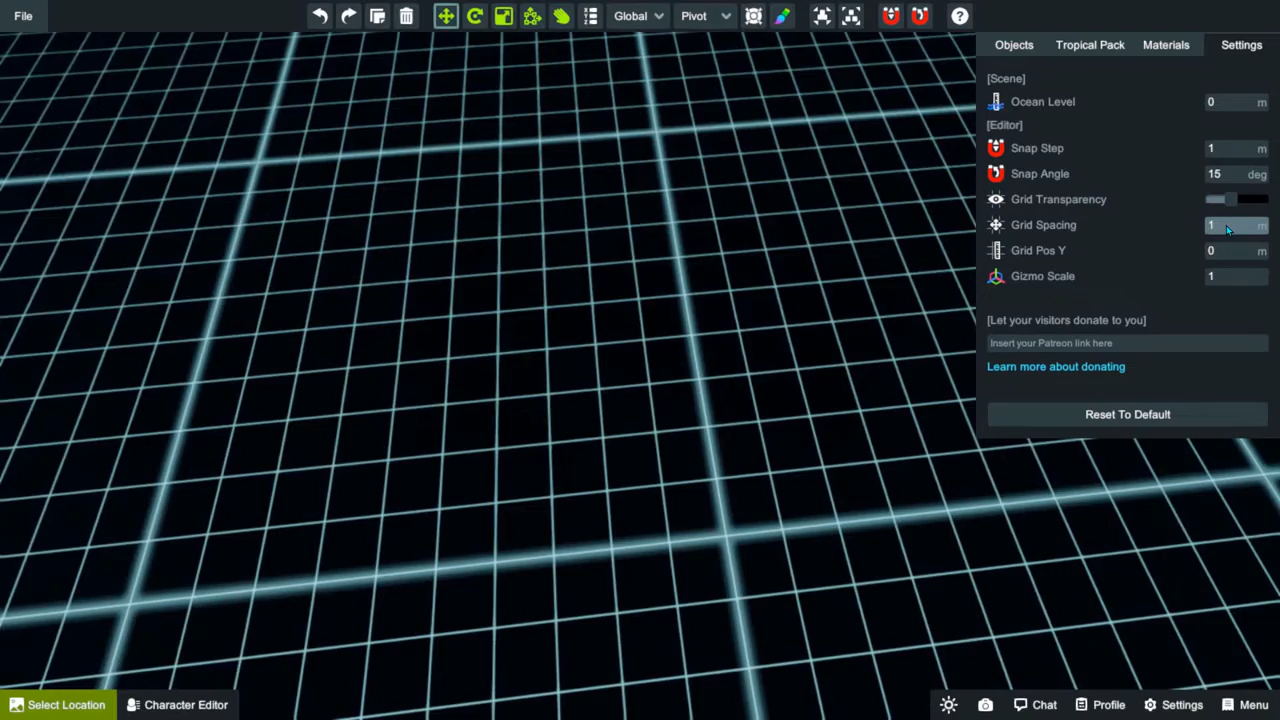 File
Global
Pivot
Objects
Tropical Pack
Materials
Settings
[Scene]
Ocean Level
0 m
[Editor]
Snap Step
1 m
Snap Angle
15 deg
Grid Transparency
Grid Spacing
1 m
Grid Pos Y
0 m
Gizmo Scale
1
[Let your visitors donate to you]
Insert your Patreon link here
Learn more about donating
Reset To Default
Select Location
Character Editor
Chat
Profile
Settings
Menu